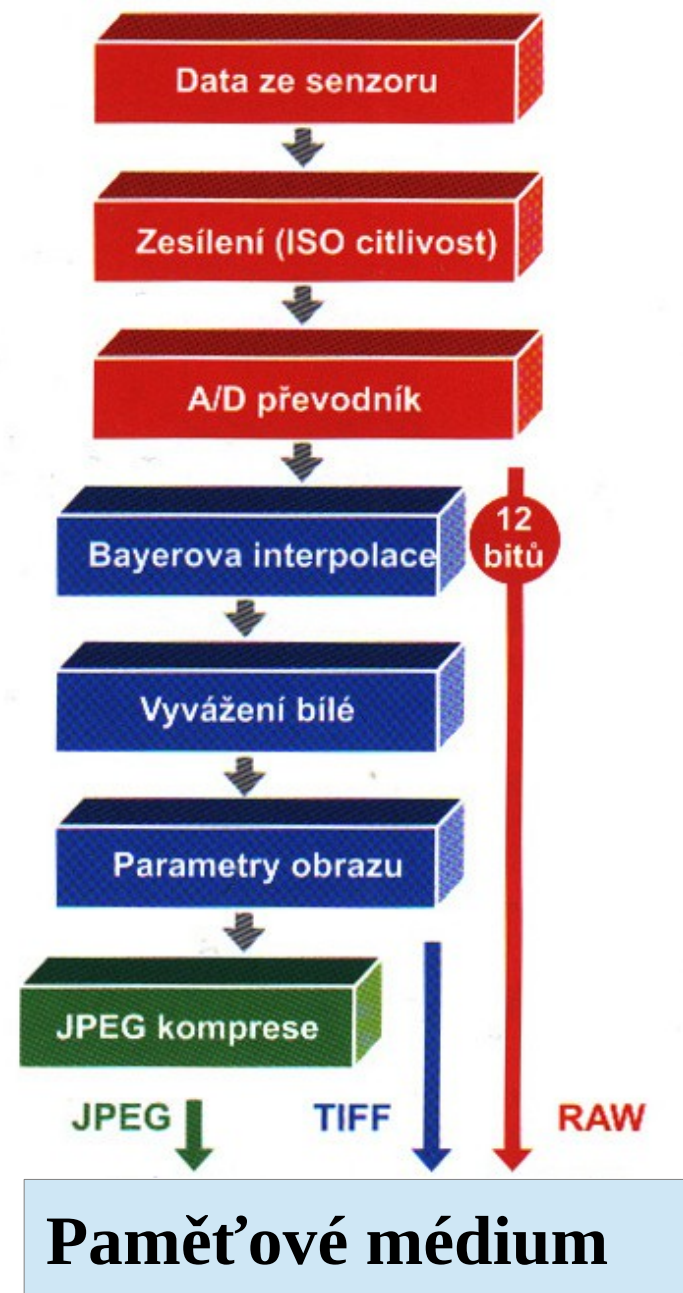 Data ze senzoru
Zesílení (ISO citlivost)
A/D převodník
12
bitů
Bayerova interpolace
Vyvážení bílé
Parametry obrazu
JPEG komprese
JPEG
TIFF
RAW
Paměťové médium